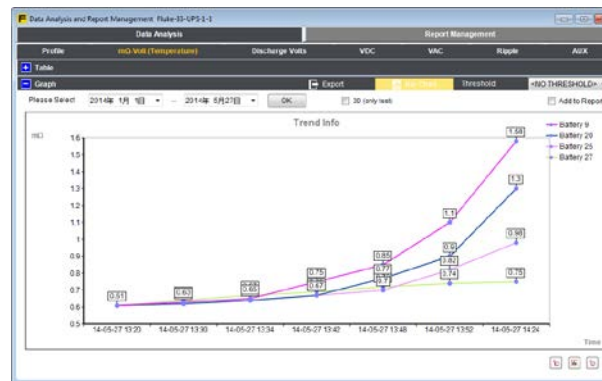 Data Analysis and Report Management Fluke-33-UPS-1-1
Data Analysis Report Management
Profile mΩ-Volt (Temperature) Discharge Volts VDC VAC Ripple AUX
Table
Graph Export Threshold <NO THRESHOLD>
Please Select 2014年 1月 1日 -- 2014年 5月27日 OK 3D (only text) Add to Report
Trend Info
mΩ
Battery 9
Battery 26
Battery 25
Battery 27
1.6
1.5
1.4
1.3
1.2
1.1
1
0.9
0.8
0.7
0.6
0.5
1.58
1.3
1.1
0.98
0.9
0.82
0.85
0.77
0.75
0.74
0.75
0.67
0.63
0.61
14-05-27 13:20 14-05-27 13:30 14-05-27 13:34 14-05-27 13:42 14-05-27 13:48 14-05-27 13:52 14-05-27 14:24
Time